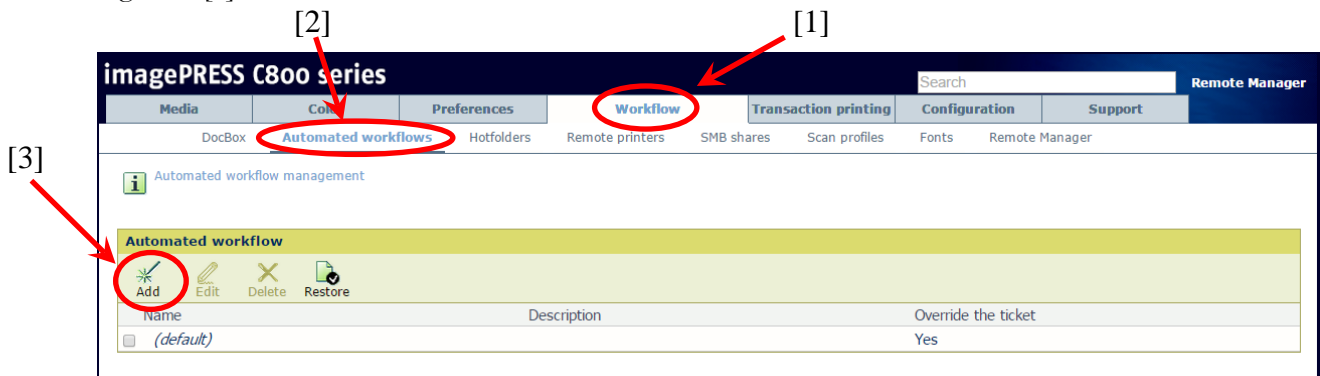 [2] [1]
imagePRESS C800 series Search Remote Manager
Media Preferences Workflow Transaction printing Configuration Support
DocBox Automated workflows Hotfolders Remote printers SMB shares Scan profiles Fonts Remote Manager
[3]
i Automated workflow management
Automated workflow
Add Edit Delete Restore
Name Description Override the ticket
(default) Yes